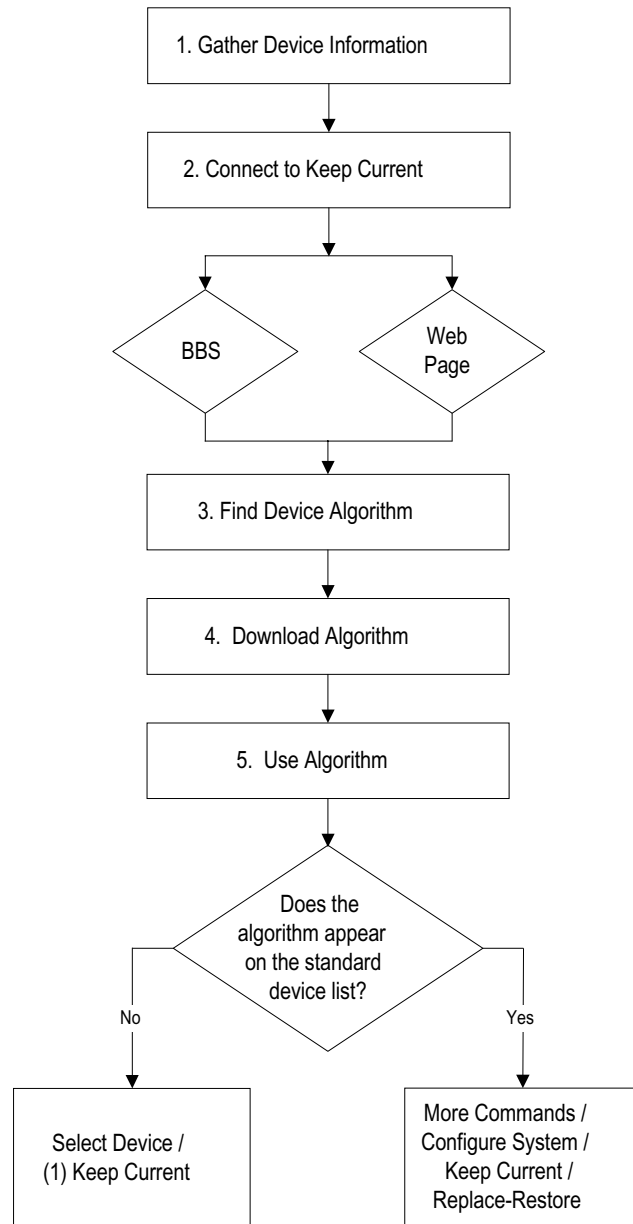 1. Gather Device Information
2. Connect to Keep Current
BBS
Web
Page
3. Find Device Algorithm
4. Download Algorithm
5. Use Algorithm
Does the
algorithm appear
on the standard
device list?
No
Yes
Select Device /
(1) Keep Current
More Commands /
Configure System /
Keep Current /
Replace-Restore